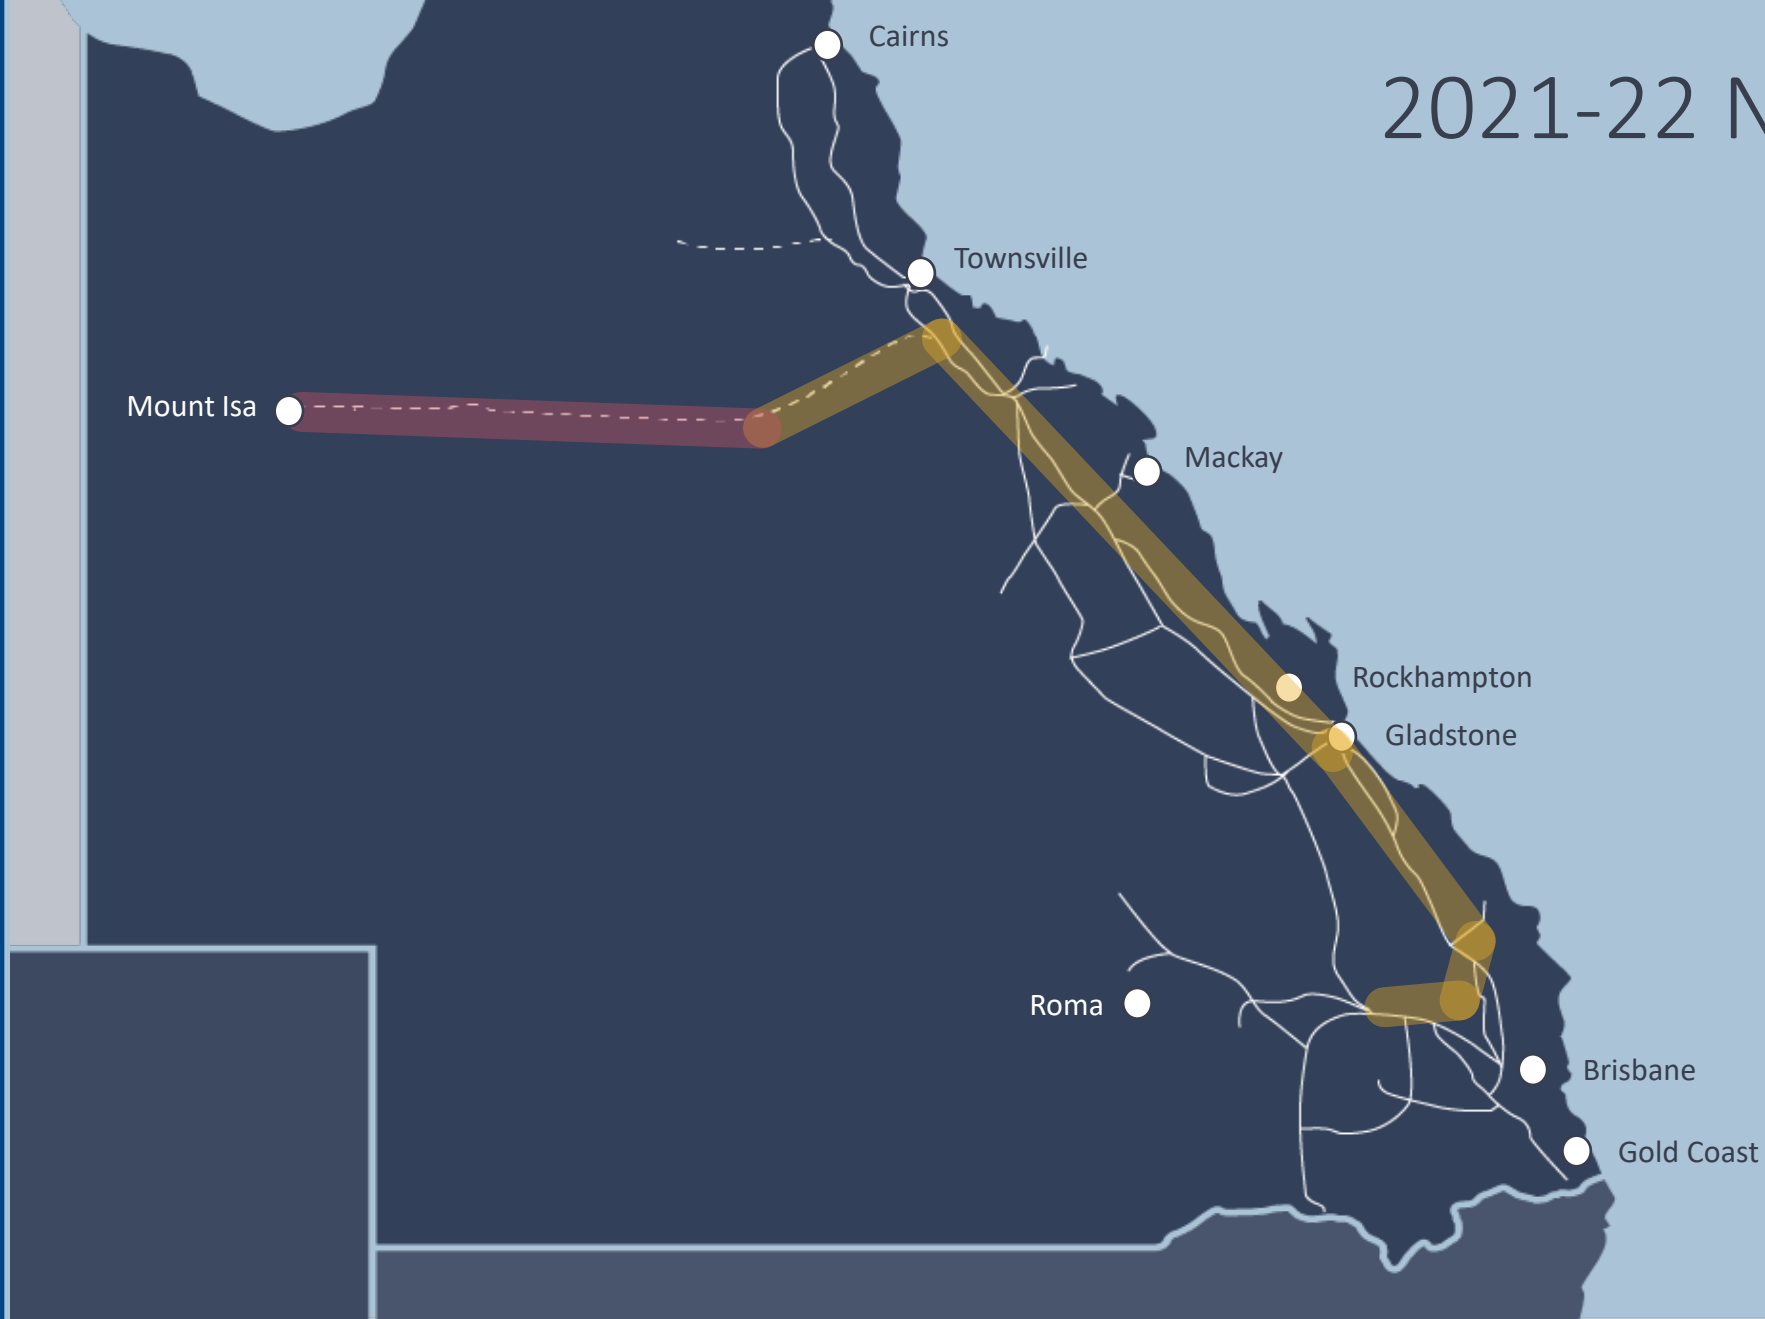 Cairns
2021-22
Townsville
Mount Isa
Mackay
Rockhampton
Gladstone
Roma
Brisbane
Gold Coast